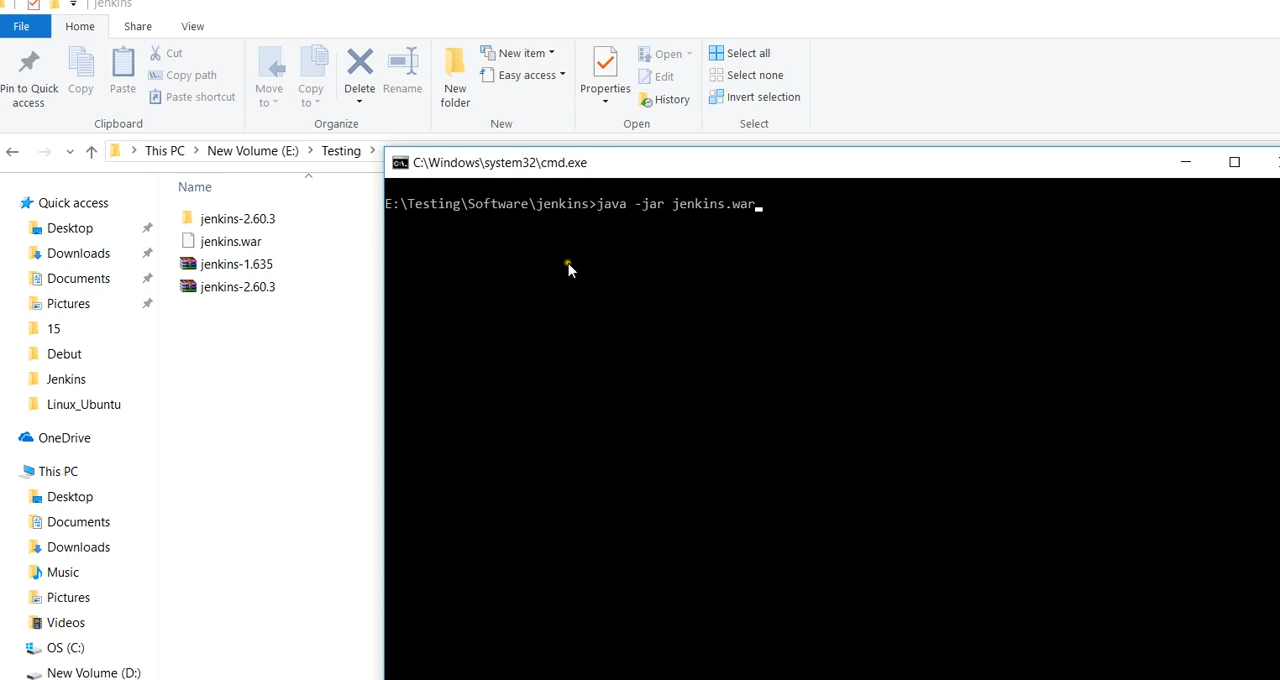 jenkins
File Home Share View
Pin to Quick access
Copy
Paste
Cut
Copy path
Paste shortcut
Clipboard
Move to
Copy to
Delete
Rename
Organize
New folder
New item
Easy access
New
Properties
Open
Edit
History
Open
Select all
Select none
Invert selection
Select
This PC > New Volume (E:) > Testing >
Quick access
Desktop
Downloads
Documents
Pictures
15
Debut
Jenkins
Linux_Ubuntu
OneDrive
This PC
Desktop
Documents
Downloads
Music
Pictures
Videos
OS (C:)
New Volume (D:)
Name
jenkins-2.60.3
jenkins.war
jenkins-1.635
jenkins-2.60.3
C:\Windows\system32\cmd.exe
E:\Testing\Software\jenkins>java -jar jenkins.war_